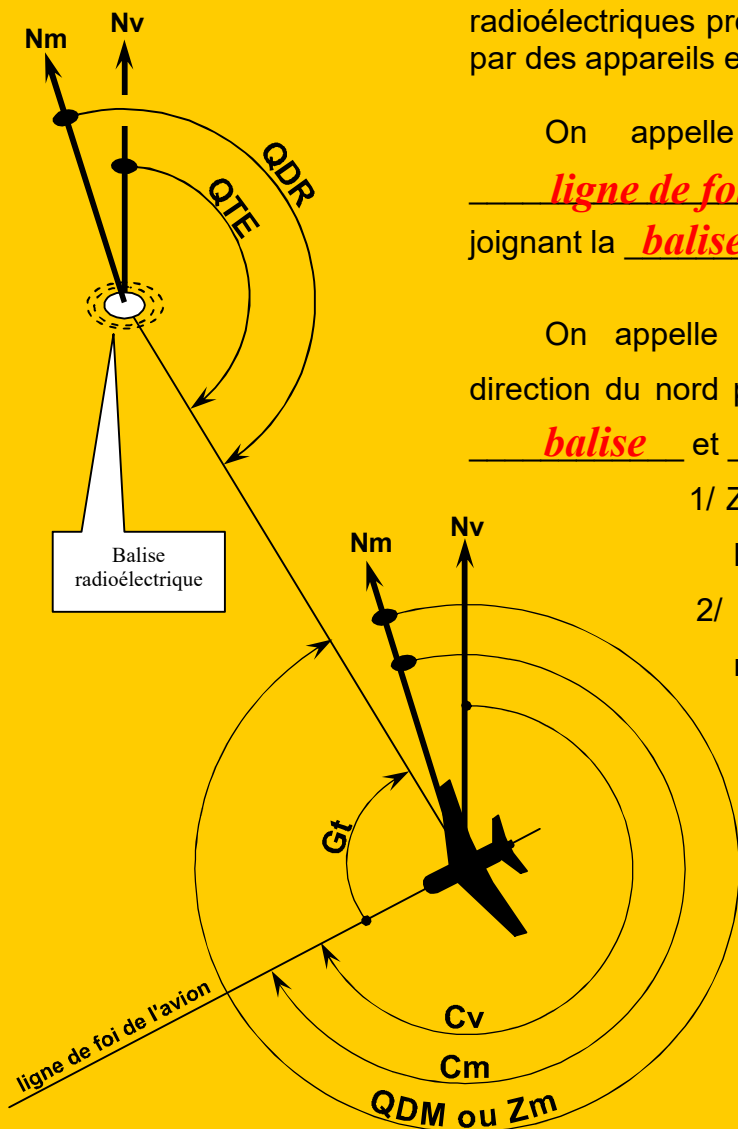 radioélectriques pr
par des appareils e
On appelle
ligne de foi
joignant la balise
On appelle
direction du nord p
balise et
1/ Z
2/
Nm
Nv
QDR
QTE
Balise
radioélectrique
Nm
Nv
Gt
ligne de foi de l'avion
Cv
Cm
QDM ou Zm